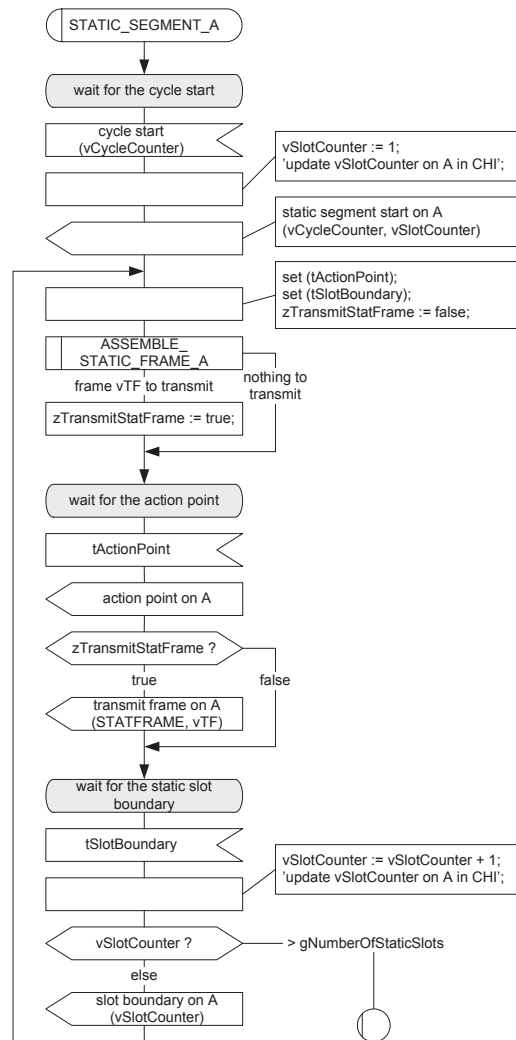 STATIC_SEGMENT_A
wait for the cycle start
cycle start
(vCycleCounter)
vSlotCounter := 1;
'update vSlotCounter on A in CHI';
static segment start on A
(vCycleCounter, vSlotCounter)
set (tActionPoint);
set (tSlotBoundary);
zTransmitStatFrame := false;
ASSEMBLE_
STATIC_FRAME_A
frame vTF to transmit
nothing to
transmit
zTransmitStatFrame := true;
wait for the action point
tActionPoint
action point on A
zTransmitStatFrame ?
true
false
transmit frame on A
(STATFRAME, vTF)
wait for the static slot
boundary
tSlotBoundary
vSlotCounter := vSlotCounter + 1;
'update vSlotCounter on A in CHI';
vSlotCounter ?
> gNumberOfStaticSlots
else
slot boundary on A
(vSlotCounter)